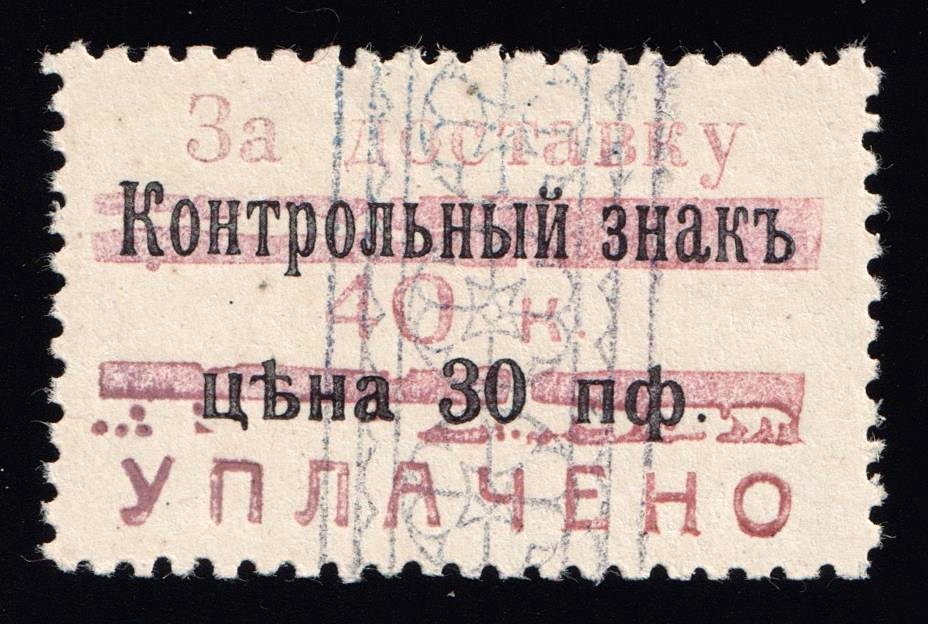 За доставку
Контрольный знакъ
40 к.
цѣна 30 пф.
УПЛАЧЕНО